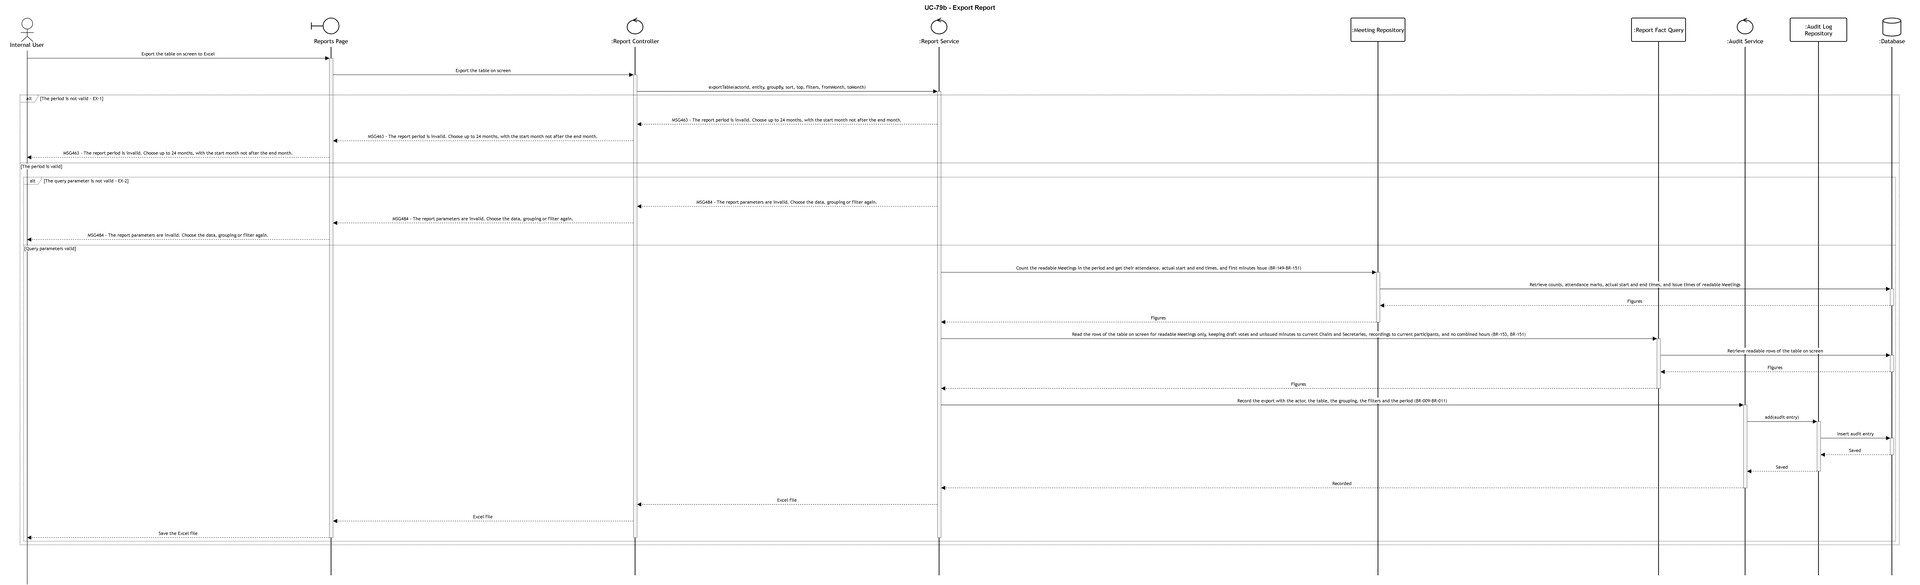 UC-79b - Export Report
Internal User
Reports Page
:Report Controller
:Report Service
:Meeting Repository
:Report Fact Query
:Audit Service
:Audit Log
Repository
:Database
Export the table on screen to Excel
Export the table on screen
exportTable(actorId, entity, groupBy, sort, top, filters, fromMonth, toMonth)
alt [The period is not valid - EX-1]
MSG463 - The report period is invalid. Choose up to 24 months, with the start month not after the end month.
MSG463 - The report period is invalid. Choose up to 24 months, with the start month not after the end month.
MSG463 - The report period is invalid. Choose up to 24 months, with the start month not after the end month.
[The period is valid]
alt [The query parameter is not valid - EX-2]
MSG484 - The report parameters are invalid. Choose the data, grouping or filter again.
MSG484 - The report parameters are invalid. Choose the data, grouping or filter again.
MSG484 - The report parameters are invalid. Choose the data, grouping or filter again.
[Query parameters valid]
Count the readable Meetings in the period and get their attendance, actual start and end times, and first minutes issue (BR-149-BR-151)
Retrieve counts, attendance marks, actual start and end times, and issue times of readable Meetings
Figures
Figures
Read the rows of the table on screen for readable Meetings only, keeping draft votes and unissued minutes to current Chairs and Secretaries, recordings to current participants, and no combined hours (BR-153, BR-151)
Retrieve readable rows of the table on screen
Figures
Figures
Record the export with the actor, the table, the grouping, the filters and the period (BR-009-BR-011)
add(audit entry)
Insert audit entry
Saved
Saved
Recorded
Excel file
Excel file
Save the Excel file